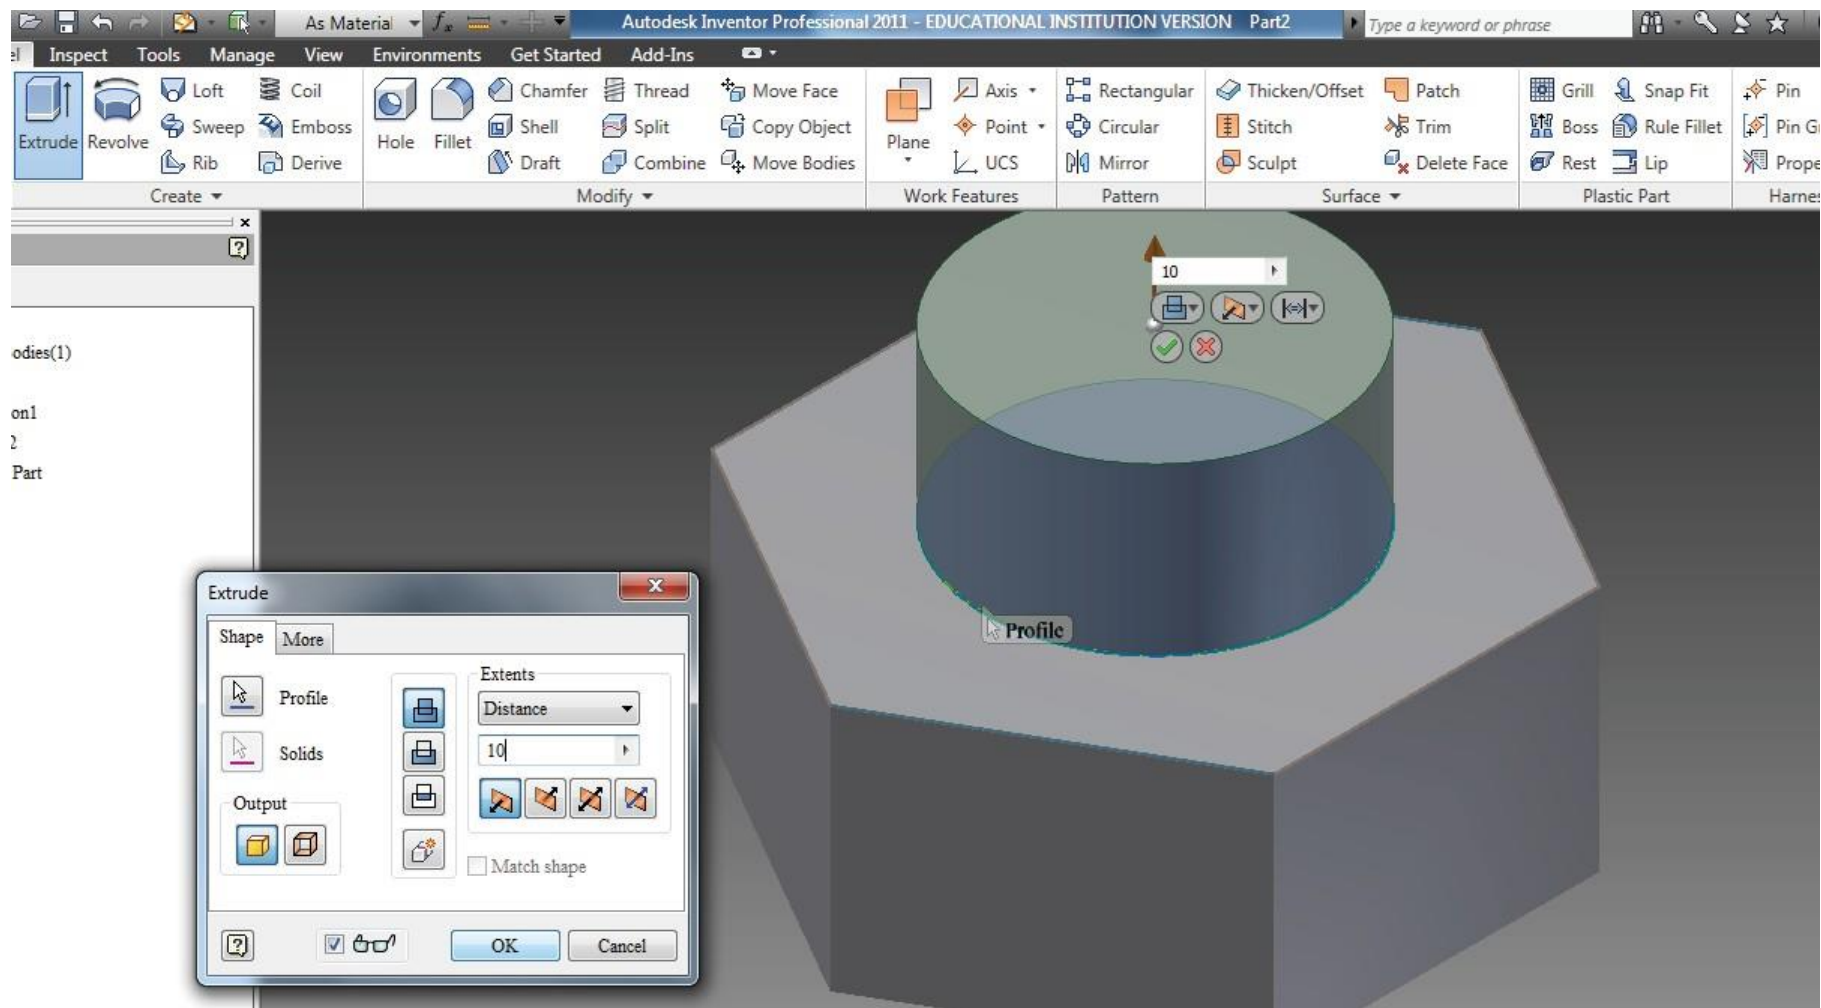 As Material fx Autodesk Inventor Professional 2011 - EDUCATIONAL INSTITUTION VERSION Part2 Type a keyword or phrase
Inspect Tools Manage View Environments Get Started Add-Ins
Loft Coil Chamfer Thread Move Face Axis Rectangular Thicken/Offset Patch Grill Snap Fit Pin
Extrude Revolve Sweep Emboss Hole Fillet Shell Split Copy Object Plane Point Circular Stitch Trim Boss Rule Fillet Pin G
Rib Derive Draft Combine Move Bodies UCS Mirror Sculpt Delete Face Rest Lip Prope
Create Modify Work Features Pattern Surface Plastic Part Harnes
10
odies(1)
on1
2
Part
Extrude
Shape More
Profile
Extents
Profile
Distance
Solids
10
Output
Match shape
OK Cancel